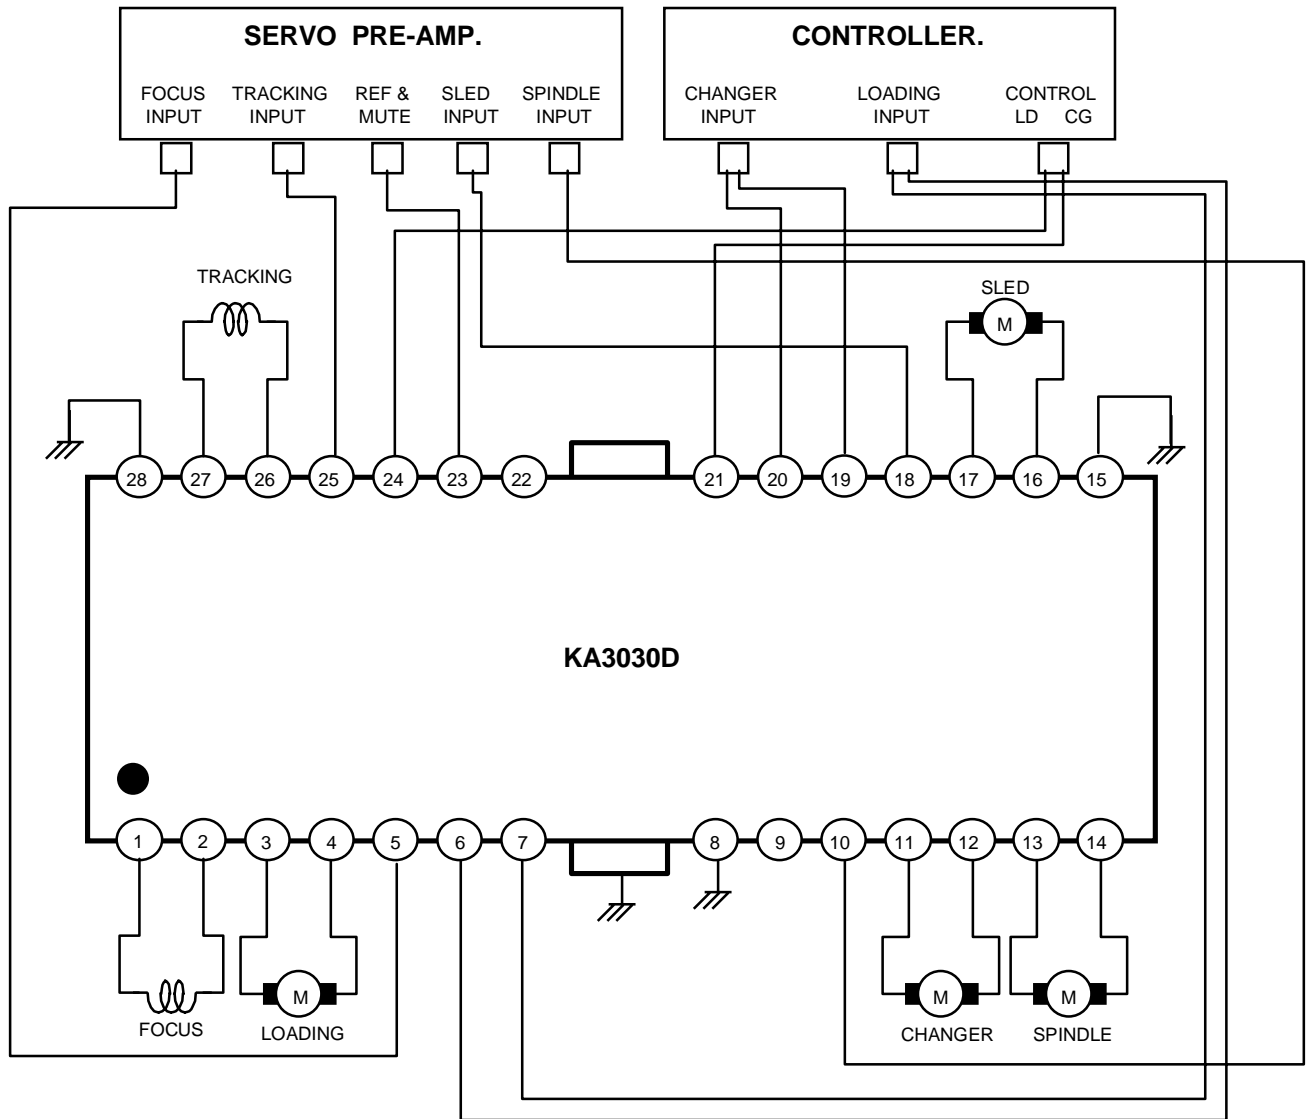 SERVO PRE-AMP.
CONTROLLER.
FOCUS INPUT
TRACKING INPUT
REF & MUTE
SLED INPUT
SPINDLE INPUT
CHANGER INPUT
LOADING INPUT
CONTROL
LD CG
TRACKING
SLED
M
28 27 26 25 24 23 22 21 20 19 18 17 16 15
KA3030D
1 2 3 4 5 6 7 8 9 10 11 12 13 14
M
M
M
FOCUS
LOADING
CHANGER
SPINDLE